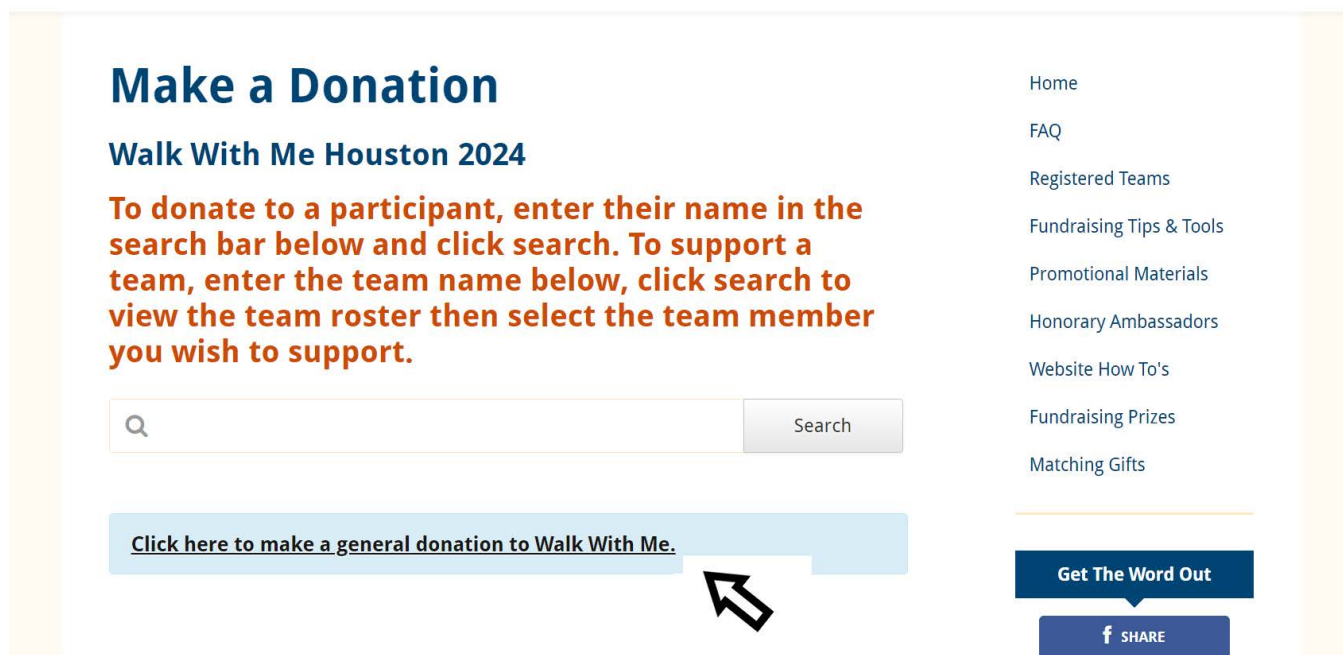 Make a Donation
Walk With Me Houston 2024
To donate to a participant, enter their name in the
search bar below and click search. To support a
team, enter the team name below, click search to
view the team roster then select the team member
you wish to support.
Search
Click here to make a general donation to Walk With Me.
Home
FAQ
Registered Teams
Fundraising Tips & Tools
Promotional Materials
Honorary Ambassadors
Website How To's
Fundraising Prizes
Matching Gifts
Get The Word Out
f SHARE